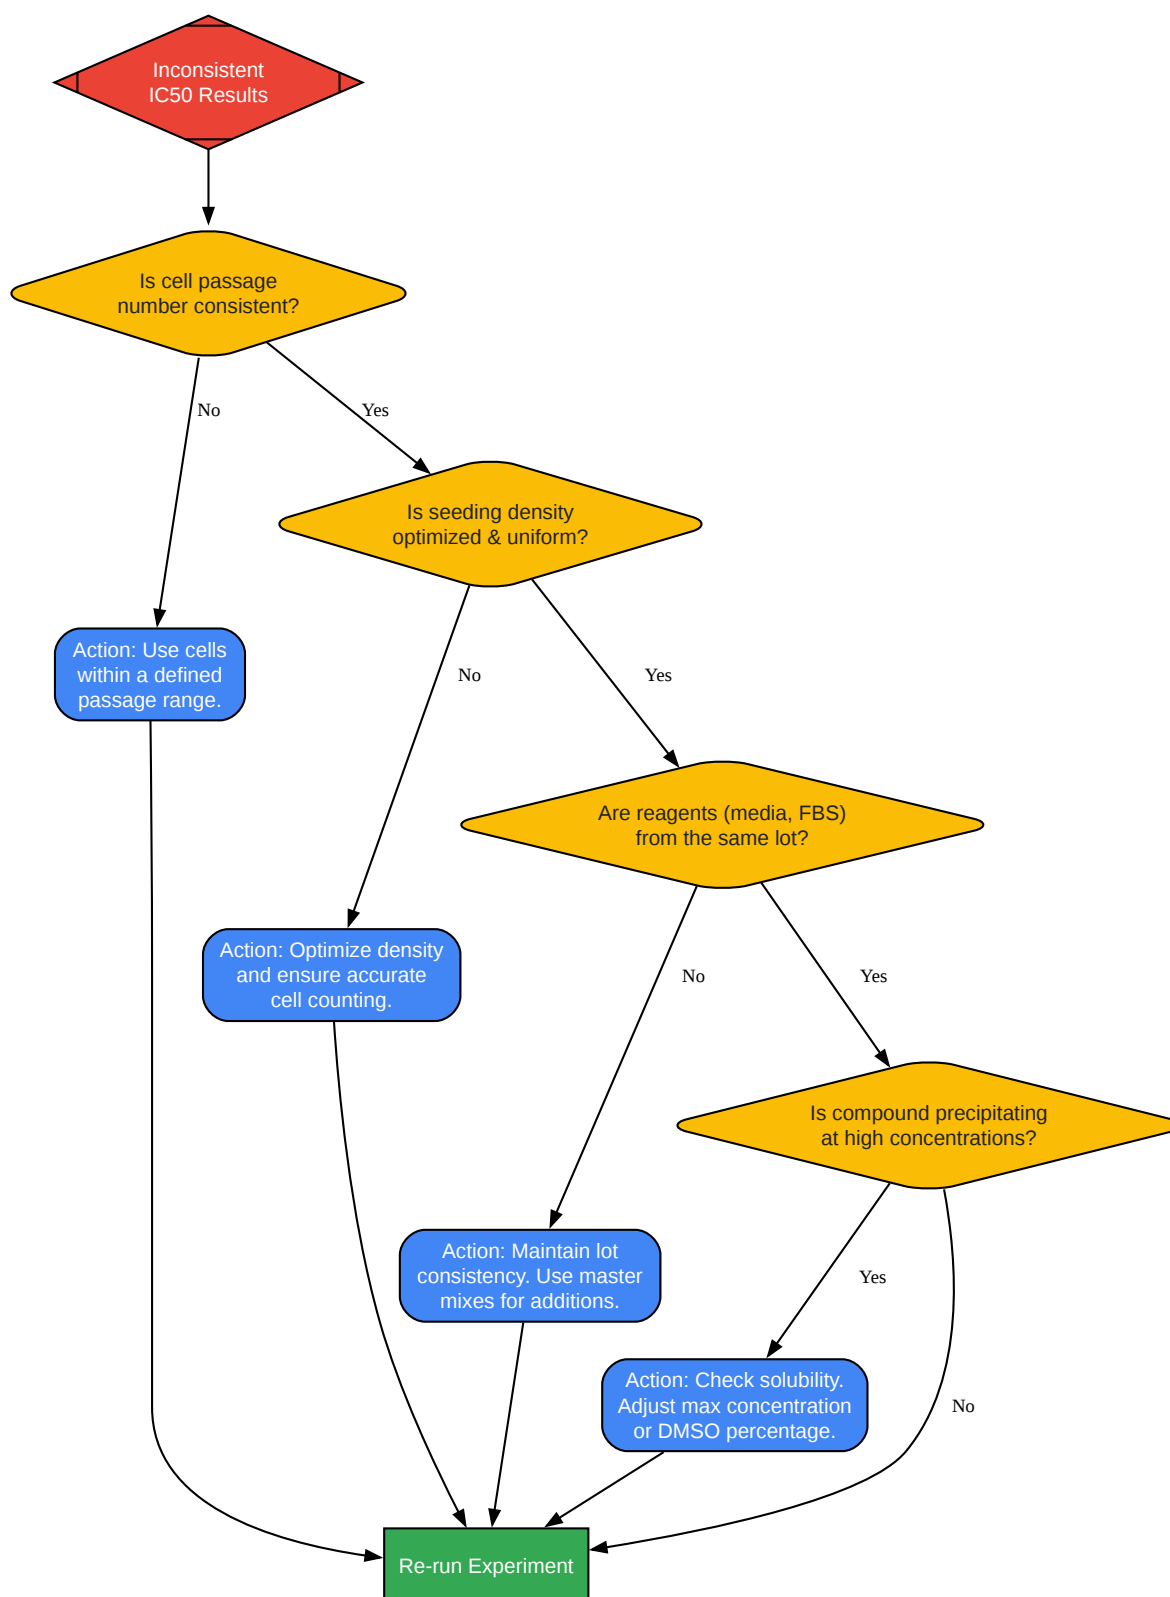 Inconsistent
IC50 Results
Is cell passage
number consistent?
No
Yes
Is seeding density
optimized & uniform?
Action: Use cells
within a defined
passage range.
No
Yes
Are reagents (media, FBS)
from the same lot?
Action: Optimize density
and ensure accurate
cell counting.
No
Yes
Is compound precipitating
at high concentrations?
Action: Maintain lot
consistency. Use master
mixes for additions.
Yes
Action: Check solubility.
Adjust max concentration
or DMSO percentage.
No
Re-run Experiment